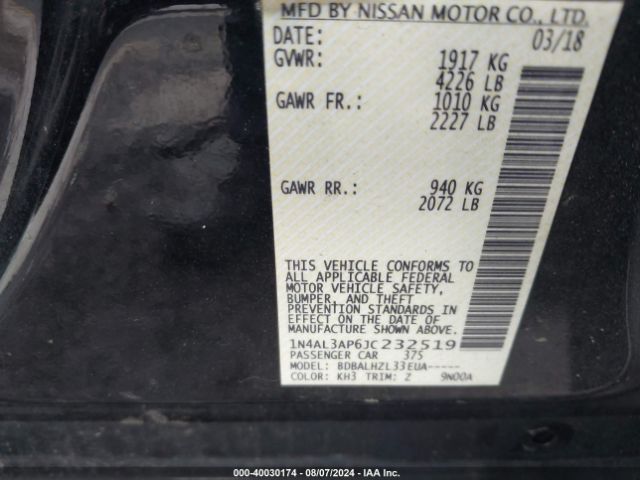 MFD BY NISSAN MOTOR CO., LTD.
DATE: 03/18
GVWR: 1917 KG
4226 LB
GAWR FR.: 1010 KG
2227 LB
GAWR RR.: 940 KG
2072 LB
THIS VEHICLE CONFORMS TO
ALL APPLICABLE FEDERAL
MOTOR VEHICLE SAFETY,
BUMPER, AND THEFT
PREVENTION STANDARDS IN
EFFECT ON THE DATE OF
MANUFACTURE SHOWN ABOVE.
1N4AL3AP6JC232519
PASSENGER CAR 375
MODEL: BDBALHZL33EUA-----
COLOR: KH3 TRIM: Z 9N00A
000-40030174 - 08/07/2024 - IAA Inc.